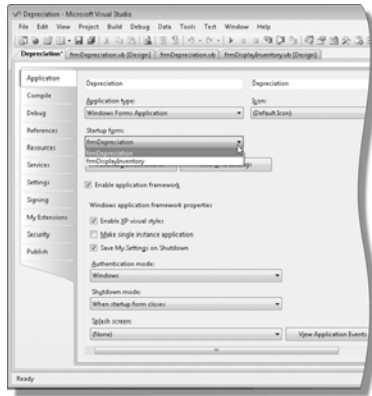 Depreciation - Microsoft Visual Studio
File Edit View Project Build Debug Data Tools Test Window Help
Depreciation* frmDepreciation.vb [Design] frmDepreciation.vb frmDisplayInventory.vb [Design]
Application
Compile
Debug
References
Resources
Services
Settings
Signing
My Extensions
Security
Publish
Depreciation Depreciation
Application type: Icon:
Windows Forms Application (Default Icon)
Startup form:
frmDepreciation
frmDepreciation
frmDisplayInventory
Enable application framework
Windows application framework properties
Enable XP visual styles
Make single instance application
Save My.Settings on Shutdown
Authentication mode:
Windows
Shutdown mode:
When startup form closes
Splash screen:
(None) View Application Events
Ready